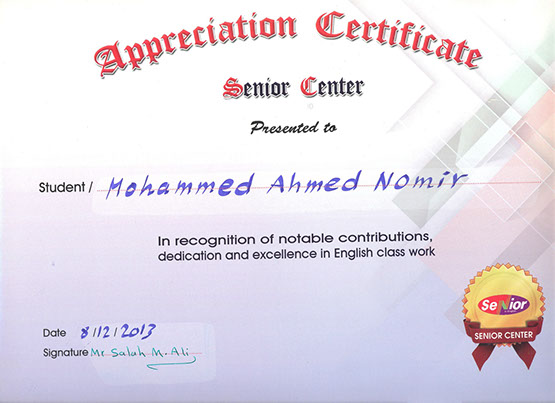 Appreciation Certificate
Senior Center
Presented to
Student / Mohammed Ahmed Nomir
In recognition of notable contributions,
dedication and excellence in English class work
Date 8/12/2013
Signature Mr Salah M. Ali
Senior
SENIOR CENTER